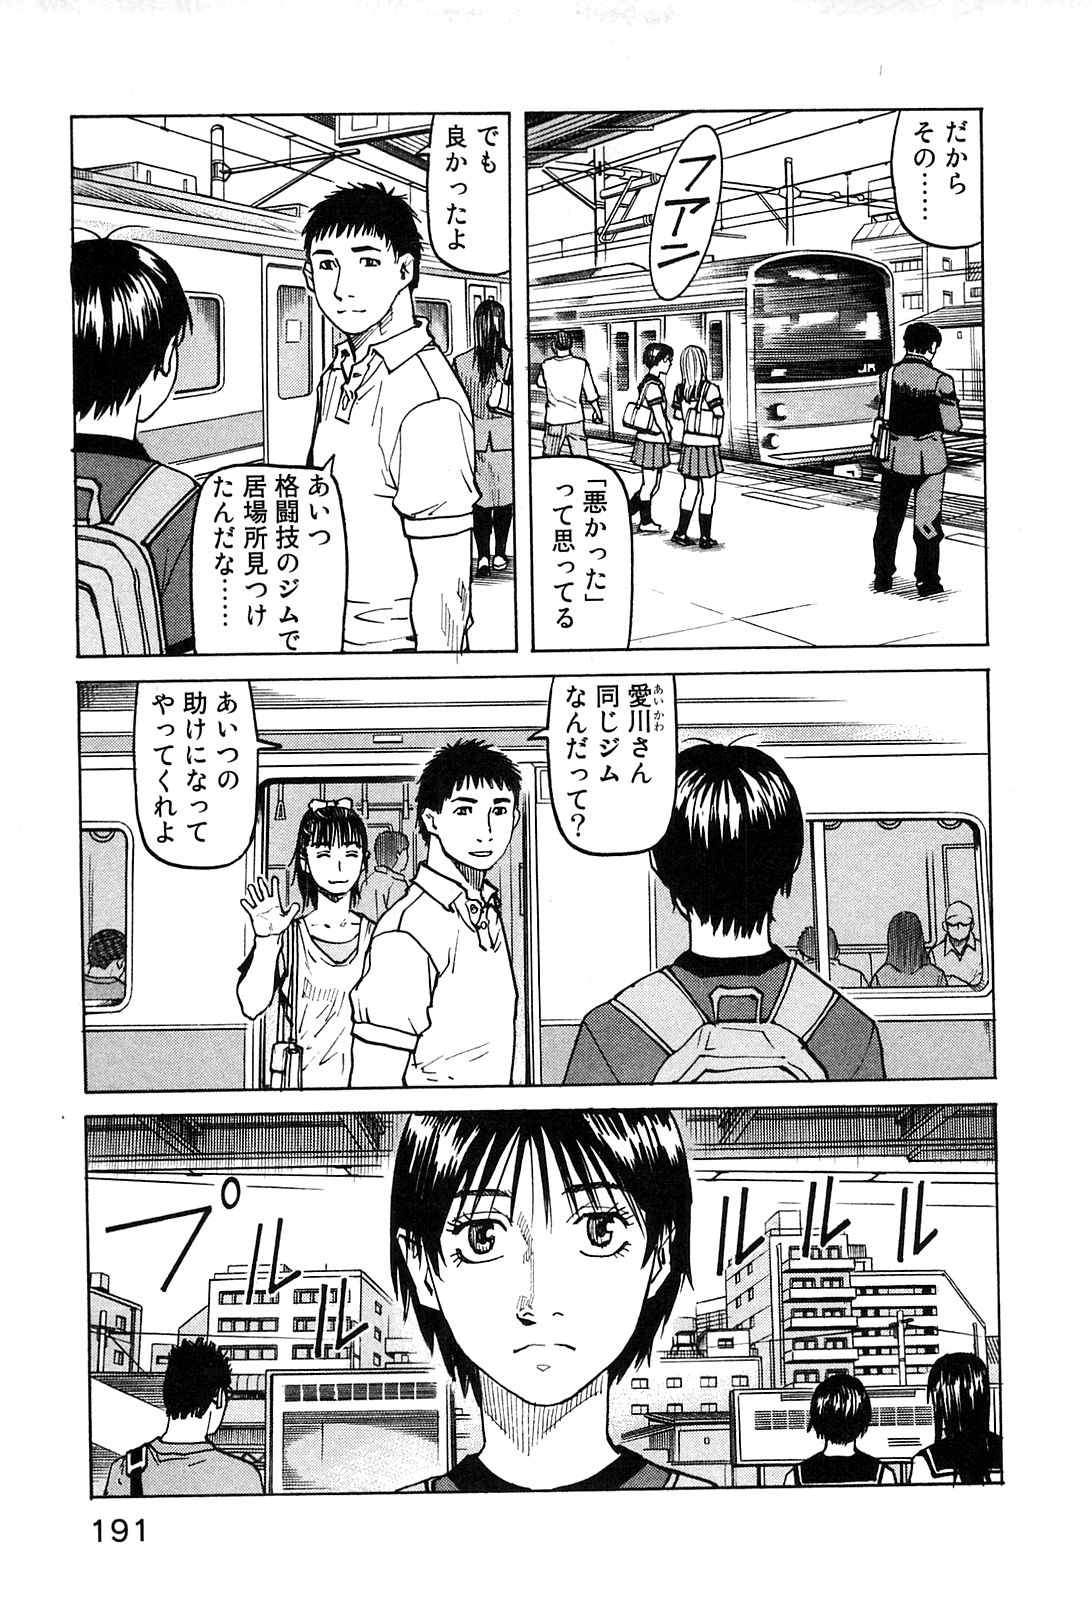 だから
その……
ファン
「悪かった」
って思ってる
でも
良かったよ
あいつ
格闘技のジムで
居場所見つけ
たんだな……
愛川さん
あいかわ
同じジム
なんだって？
あいつの
助けになって
やってくれよ
プルルルルル
191